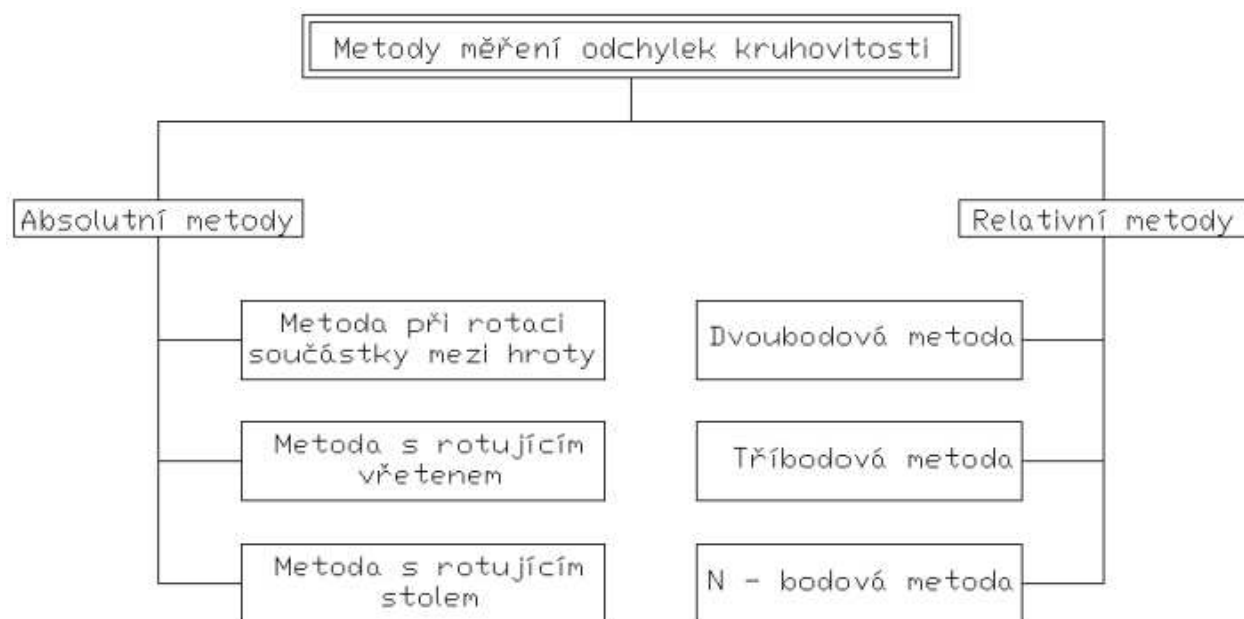 Metody měření odchylek kruhovitosti
Absolutní metody
Relativní metody
Metoda při rotaci
součástky mezi hroty
Metoda s rotujícím
vřetenem
Metoda s rotujícím
stolem
Dvoubodová metoda
Tříbodová metoda
N - bodová metoda